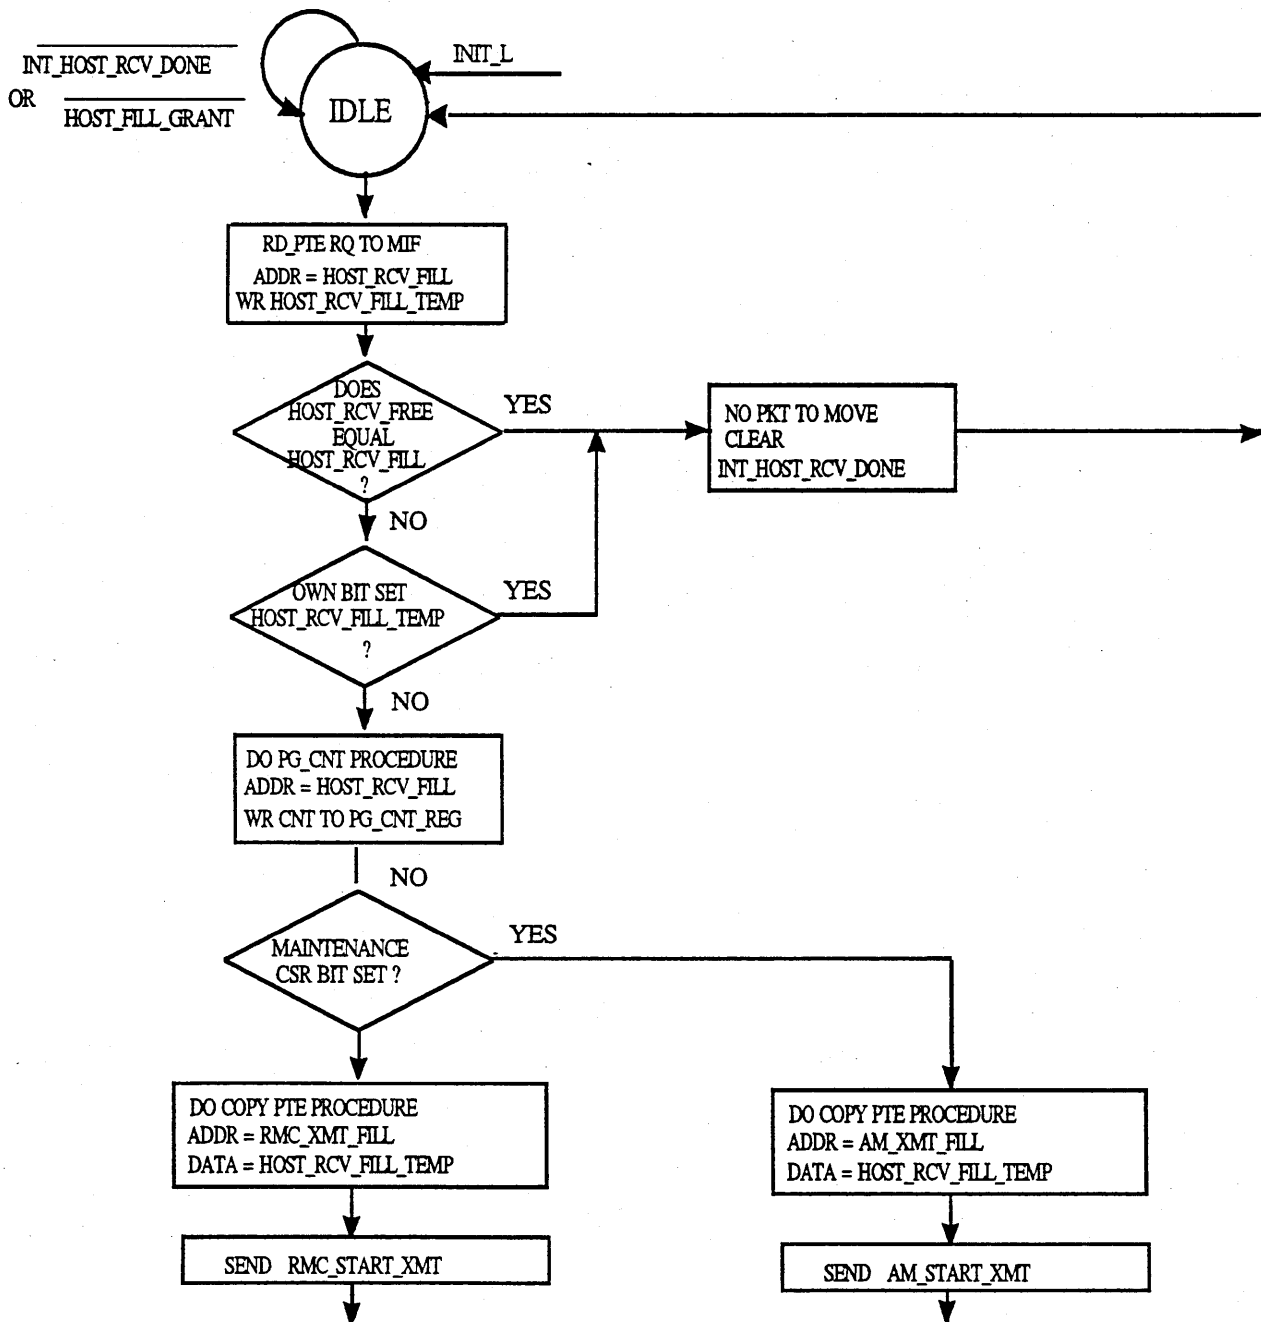 INT_HOST_RCV_DONE
OR HOST_FILL_GRANT
INIT_L
IDLE
RD_PTE RQ TO MIF
ADDR = HOST_RCV_FILL
WR HOST_RCV_FILL_TEMP
DOES
HOST_RCV_FREE
EQUAL
HOST_RCV_FILL
?
YES
NO PKT TO MOVE
CLEAR
INT_HOST_RCV_DONE
NO
OWN BIT SET
HOST_RCV_FILL_TEMP
?
YES
NO
DO PG_CNT PROCEDURE
ADDR = HOST_RCV_FILL
WR CNT TO PG_CNT_REG
NO
MAINTENANCE
CSR BIT SET ?
YES
DO COPY PTE PROCEDURE
ADDR = RMC_XMT_FILL
DATA = HOST_RCV_FILL_TEMP
DO COPY PTE PROCEDURE
ADDR = AM_XMT_FILL
DATA = HOST_RCV_FILL_TEMP
SEND RMC_START_XMT
SEND AM_START_XMT